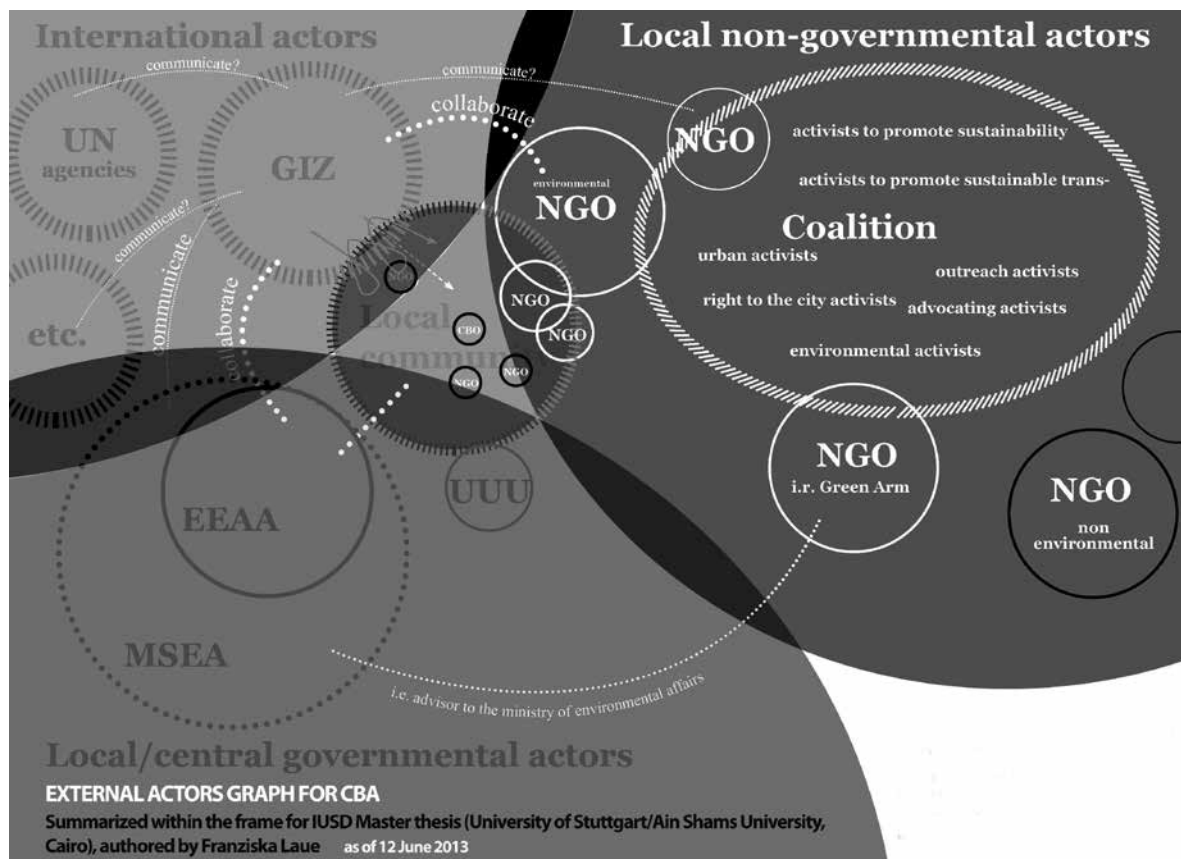 International actors
Local non-governmental actors
communicate?
communicate?
collaborate
UN
agencies
GIZ
NGO
activists to promote sustainability
activists to promote sustainable trans-
environmental
NGO
Coalition
urban activists
outreach activists
right to the city activists
advocating activists
environmental activists
communicate?
communicate
collaborate
etc.
NGO
Local
CBO
NGO
NGO
NGO
NGO
NGO
i.r. Green Arm
NGO
non
environmental
UUU
EEAA
MSEA
i.e. advisor to the ministry of environmental affairs
Local/central governmental actors
EXTERNAL ACTORS GRAPH FOR CBA
Summarized within the frame for IUSD Master thesis (University of Stuttgart/Ain Shams University,
Cairo), authored by Franziska Laue as of 12 June 2013